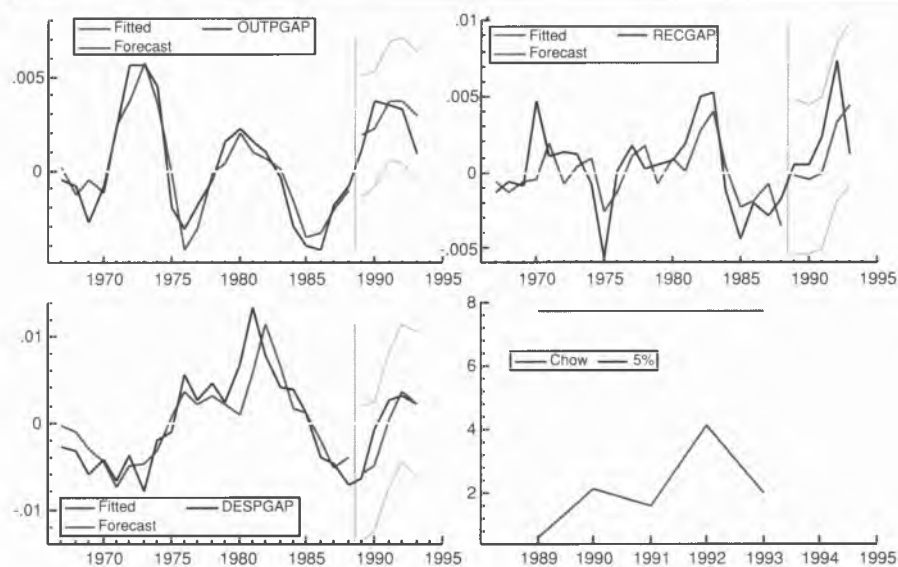 Fitted OUTPGAP
Forecast
.005
0
1970 1975 1980 1985 1990 1995
.01
Fitted RECGAP
Forecast
.005
0
-.005
1970 1975 1980 1985 1990 1995
.01
0
-.01
Fitted DESPGAP
Forecast
1970 1975 1980 1985 1990 1995
8
6
4
2
Chow 5%
1989 1990 1991 1992 1993 1994 1995